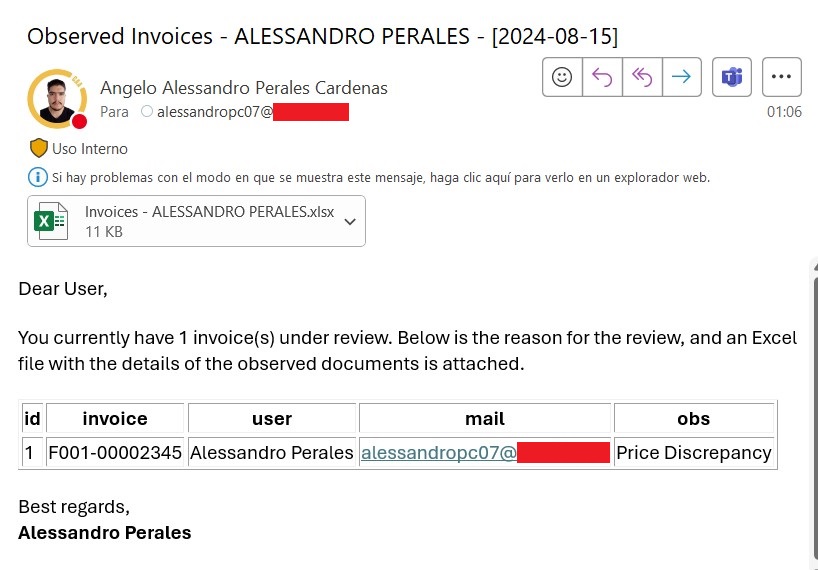 Observed Invoices - ALESSANDRO PERALES - [2024-08-15]
Angelo Alessandro Perales Cardenas
Para alessandropc07@
01:06
Uso Interno
Si hay problemas con el modo en que se muestra este mensaje, haga clic aquí para verlo en un explorador web.
Invoices - ALESSANDRO PERALES.xlsx
11 KB
Dear User,
You currently have 1 invoice(s) under review. Below is the reason for the review, and an Excel
file with the details of the observed documents is attached.
id invoice user mail obs
1 F001-00002345 Alessandro Perales alessandropc07@ Price Discrepancy
Best regards,
Alessandro Perales